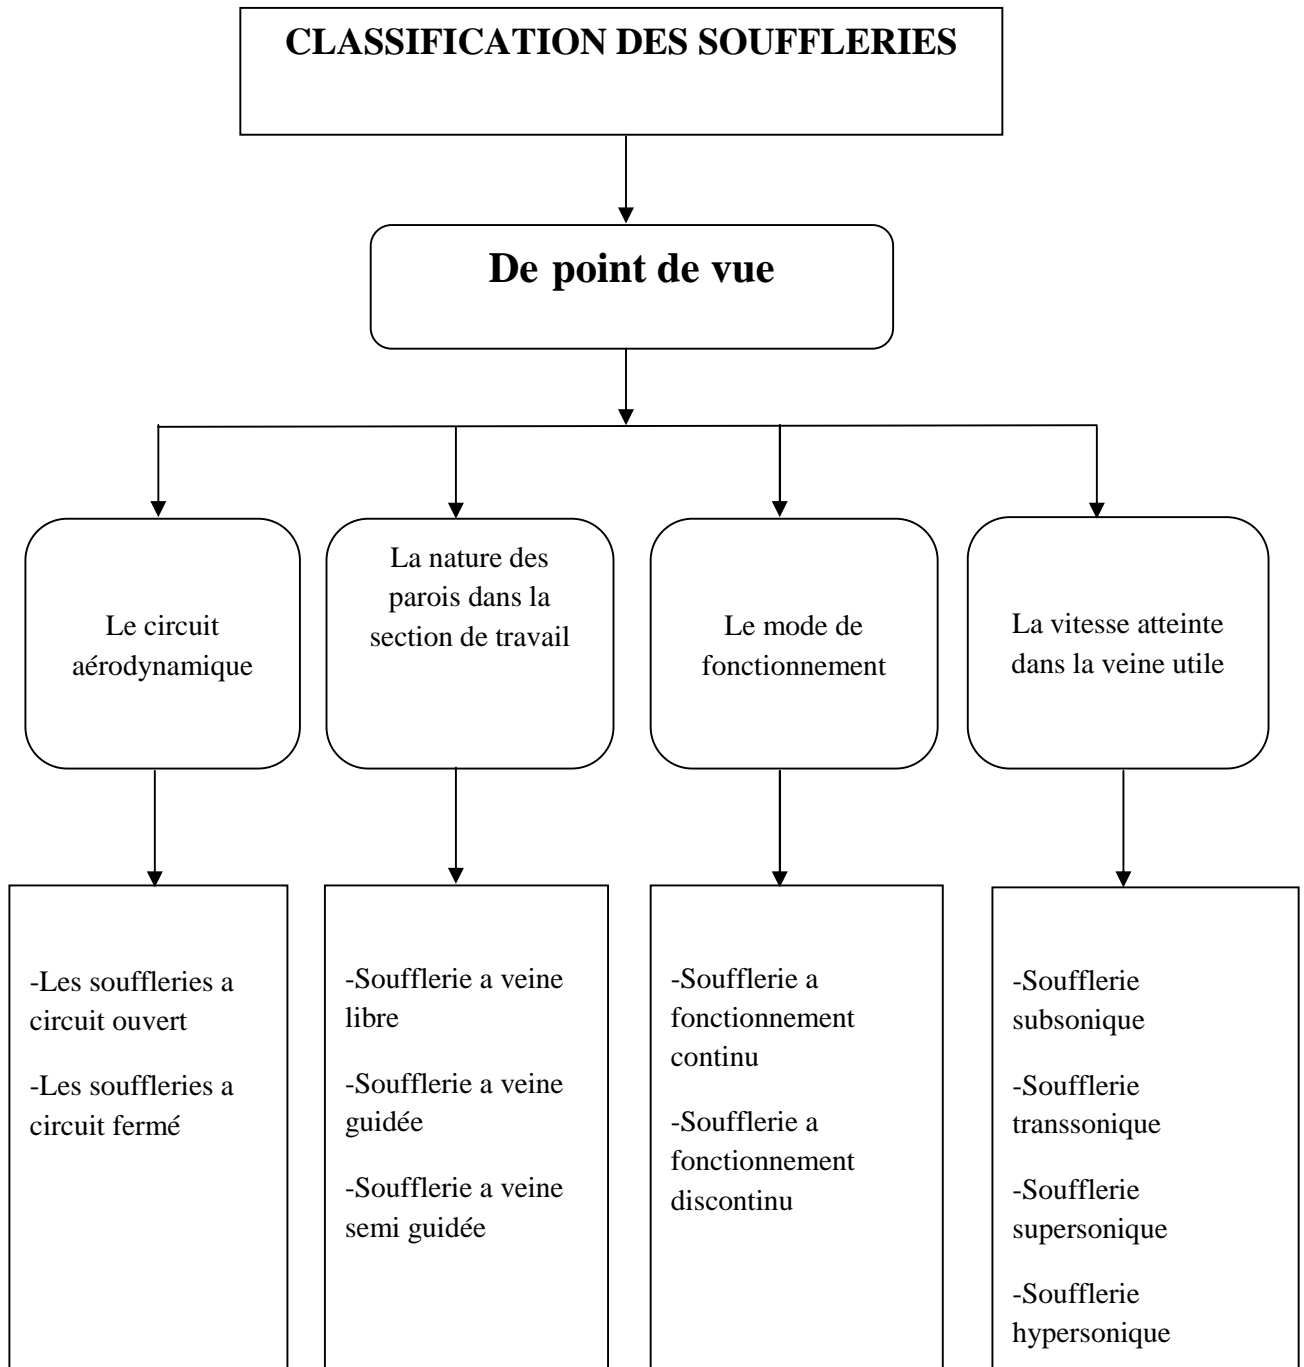 CLASSIFICATION DES SOUFFLERIES
De point de vue
Le circuit
aérodynamique
La nature des
parois dans la
section de travail
Le mode de
fonctionnement
La vitesse atteinte
dans la veine utile
-Les souffleries a
circuit ouvert
-Les souffleries a
circuit fermé
-Soufflerie a veine
libre
-Soufflerie a veine
guidée
-Soufflerie a veine
semi guidée
-Soufflerie a
fonctionnement
continu
-Soufflerie a
fonctionnement
discontinu
-Soufflerie
subsonique
-Soufflerie
transsonique
-Soufflerie
supersonique
-Soufflerie
hypersonique